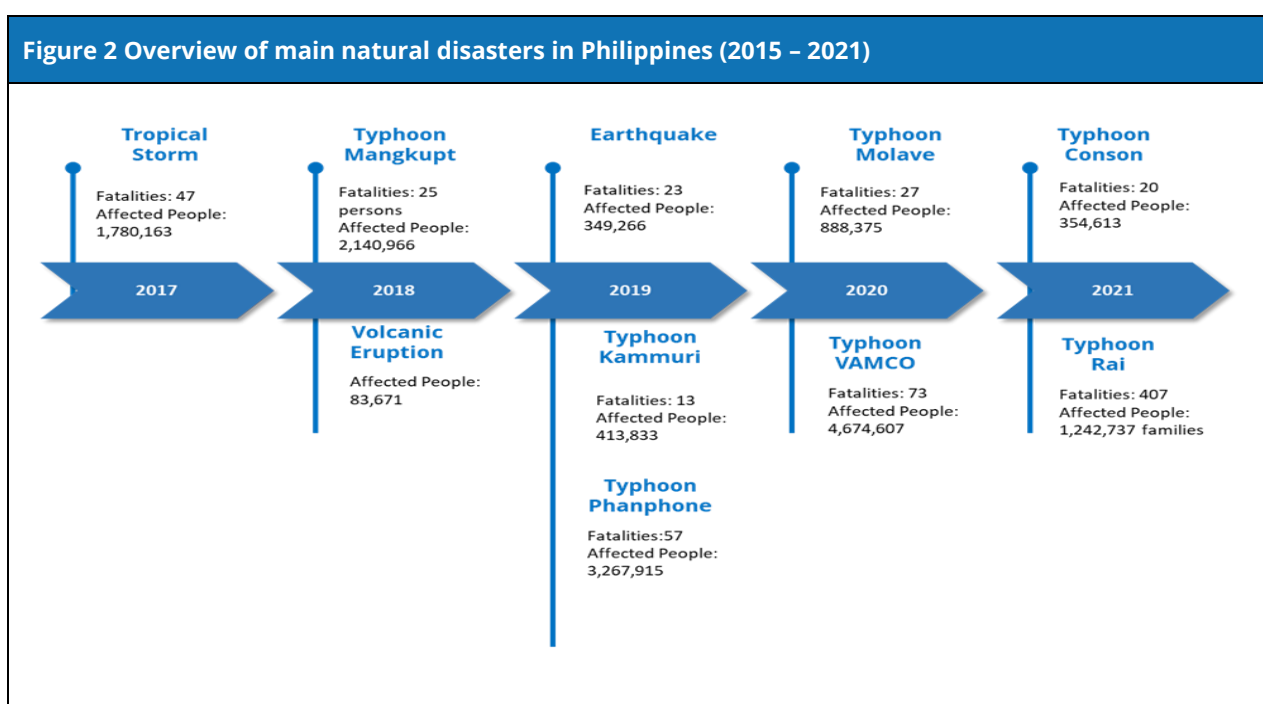 Figure 2 Overview of main natural disasters in Philippines (2015 – 2021)
Tropical
Storm
Fatalities: 47
Affected People:
1,780,163
Typhoon
Mangkupt
Fatalities: 25
persons
Affected People:
2,140,966
Earthquake
Fatalities: 23
Affected People:
349,266
Typhoon
Molave
Fatalities: 27
Affected People:
888,375
Typhoon
Conson
Fatalities: 20
Affected People:
354,613
2017
2018
2019
2020
2021
Volcanic
Eruption
Affected People:
83,671
Typhoon
Kammuri
Fatalities: 13
Affected People:
413,833
Typhoon
Phanphone
Fatalities:57
Affected People:
3,267,915
Typhoon
VAMCO
Fatalities: 73
Affected People:
4,674,607
Typhoon
Rai
Fatalities: 407
Affected People:
1,242,737 families